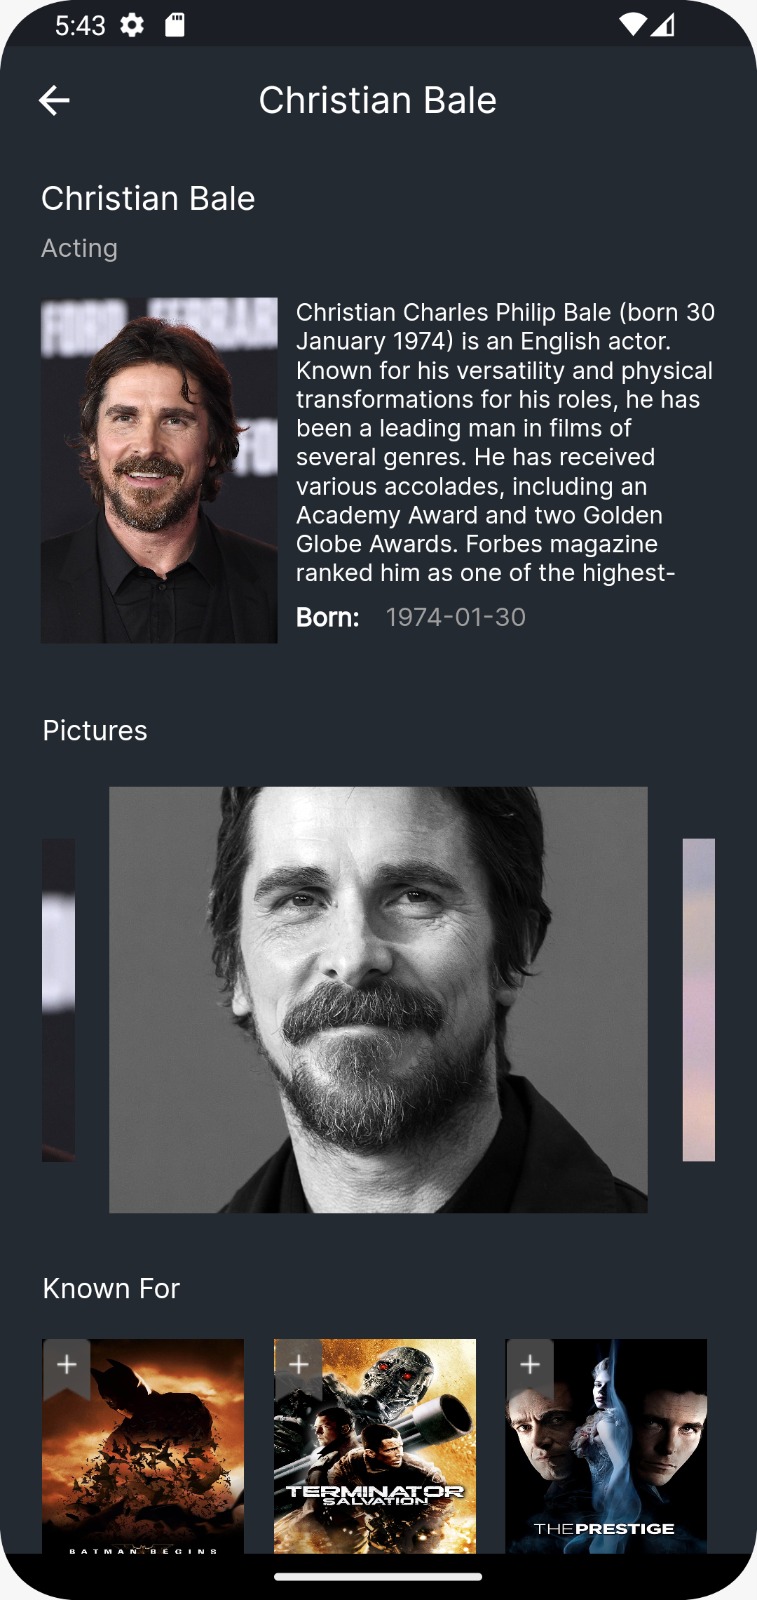 5:43
Christian Bale
Christian Bale
Acting
FORD
Christian Charles Philip Bale (born 30
January 1974) is an English actor.
Known for his versatility and physical
transformations for his roles, he has
been a leading man in films of
several genres. He has received
various accolades, including an
Academy Award and two Golden
Globe Awards. Forbes magazine
ranked him as one of the highest-
Born: 1974-01-30
Pictures
Known For
BATMAN BEGINS
TERMINATOR
SALVATION
THE PRESTIGE